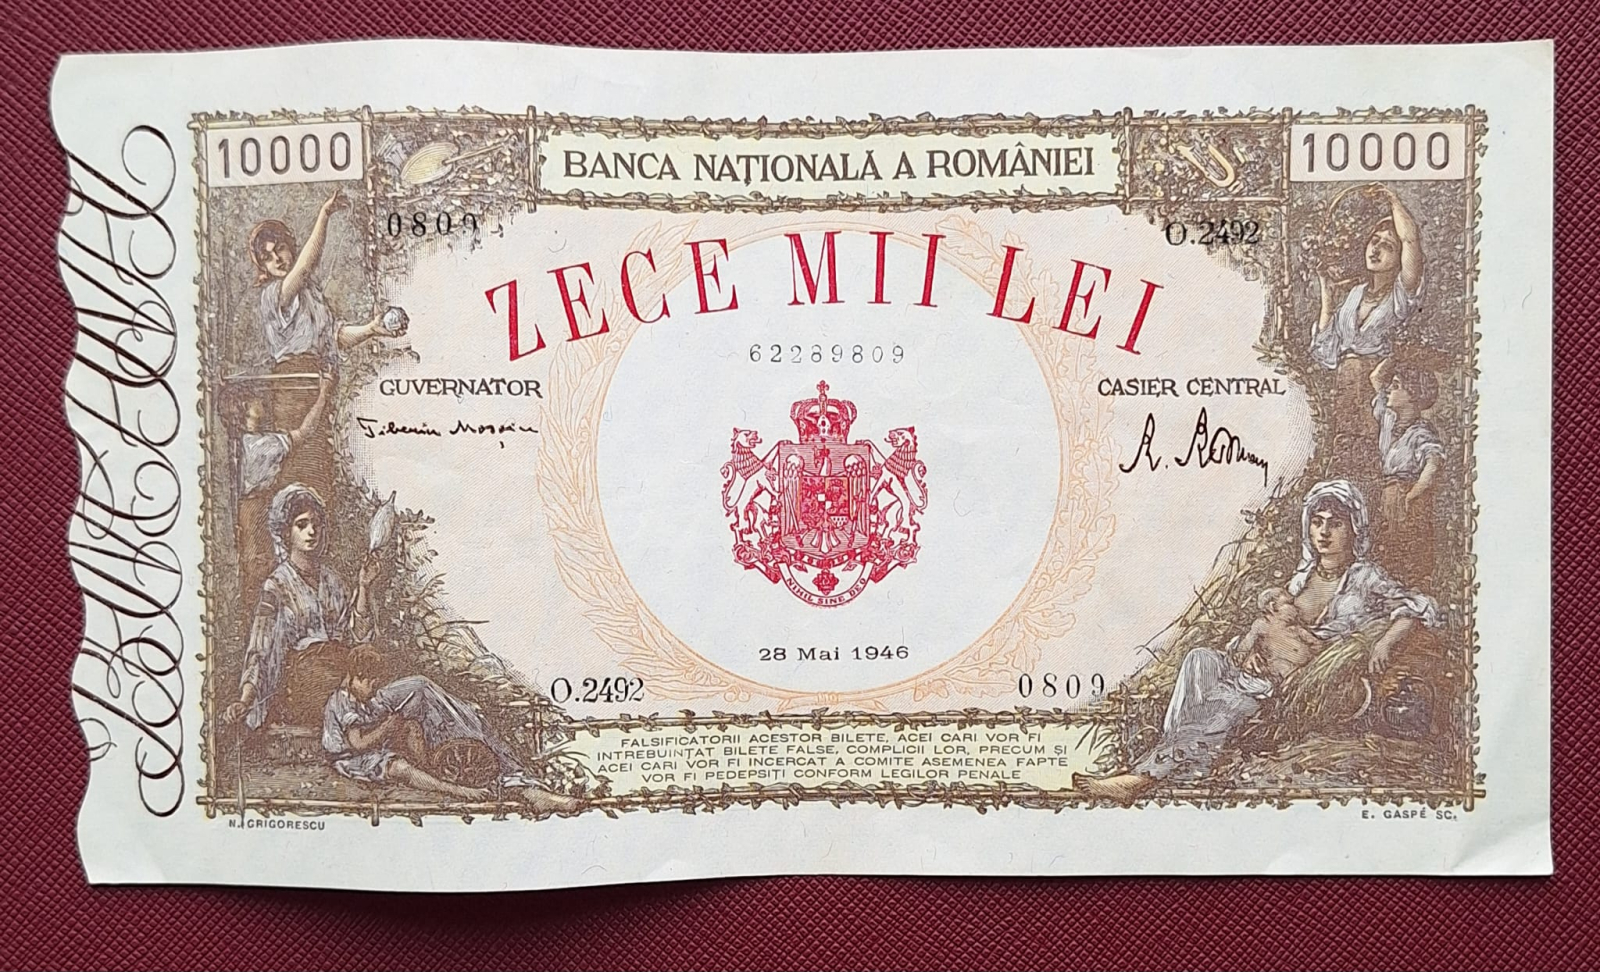 10000
BANCA NAȚIONALĂ A ROMÂNIEI
10000
0809
O.2492
ZECE MII LEI
62289809
GUVERNATOR
CASIER CENTRAL
NIHIL SINE DEO
28 Mai 1946
O.2492
0809
FALSIFICATORII ACESTOR BILETE, ACEI CARI VOR FI
INTREBUINȚAT BILETE FALSE, COMPLICII LOR, PRECUM ȘI
ACEI CARI VOR FI INCERCAT A COMITE ASEMENEA FAPTE
VOR FI PEDEPSIȚI CONFORM LEGILOR PENALE
N. GRIGORESCU
E. GASPÉ SC.